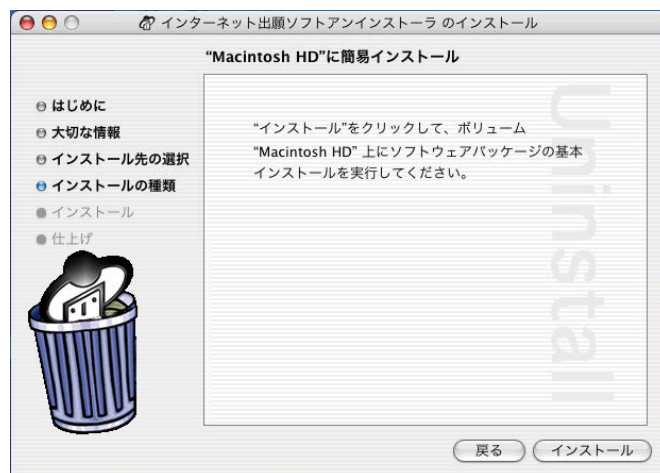 インターネット出願ソフトアンインストーラ のインストール
“Macintosh HD”に簡易インストール
はじめに
大切な情報
インストール先の選択
インストールの種類
インストール
仕上げ
“インストール”をクリックして、ボリューム
“Macintosh HD” 上にソフトウェアパッケージの基本
インストールを実行してください。
Uninstall
戻る
インストール